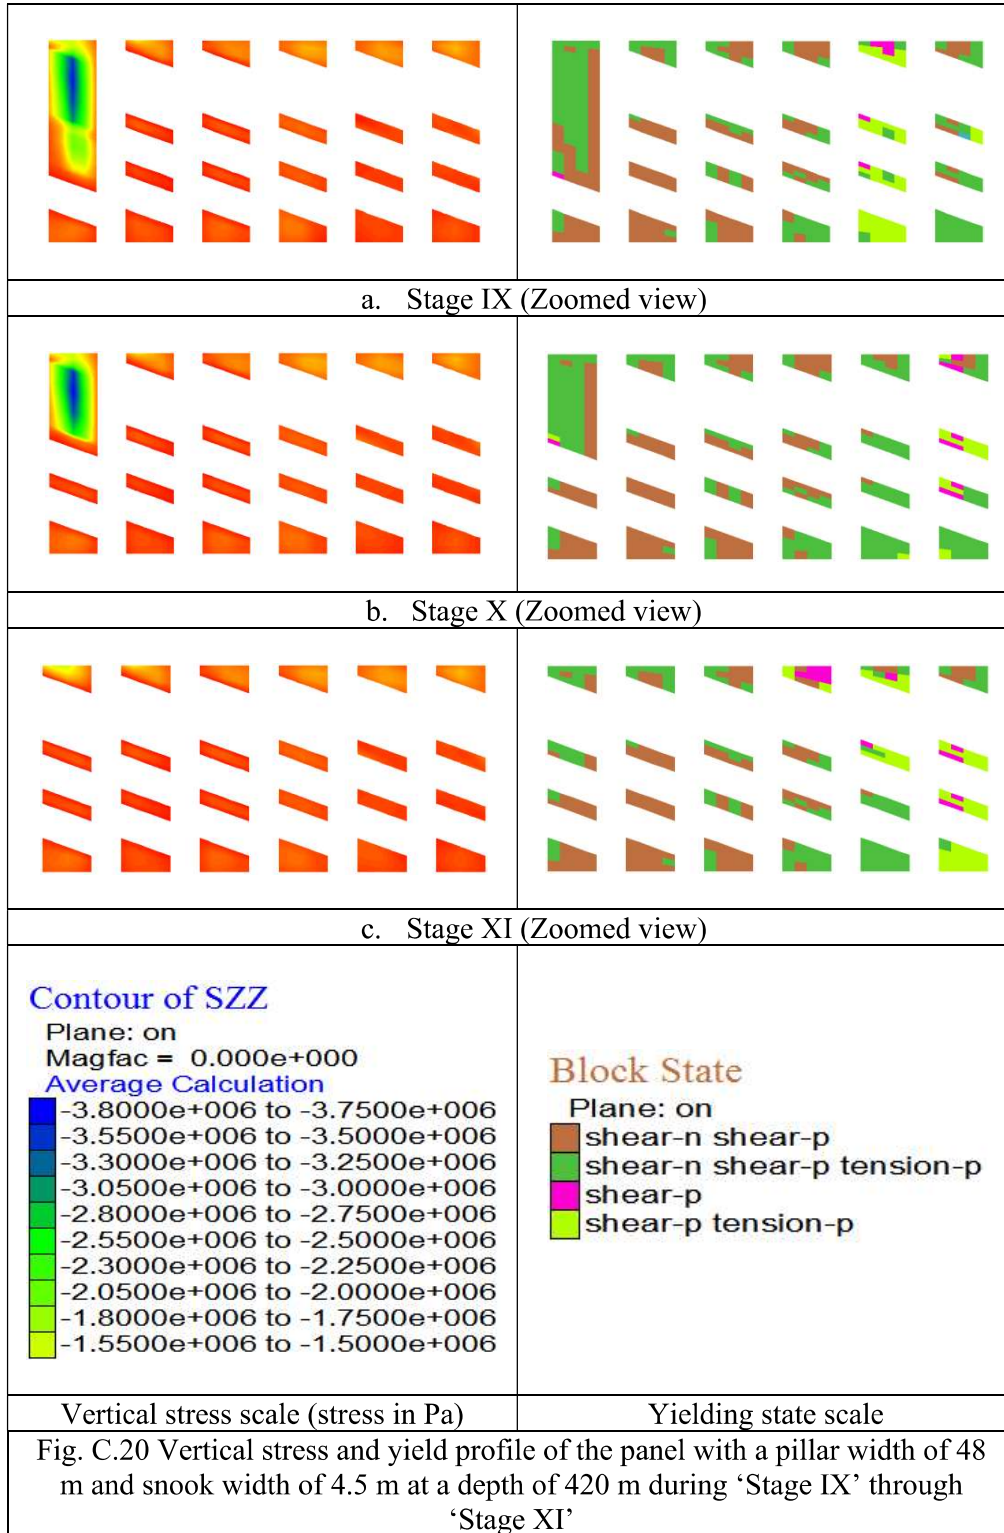 a. Stage IX (Zoomed view)
b. Stage X (Zoomed view)
c. Stage XI (Zoomed view)
Contour of SZZ
Plane: on
Magfac = 0.000e+000
Average Calculation
-3.8000e+006 to -3.7500e+006
-3.5500e+006 to -3.5000e+006
-3.3000e+006 to -3.2500e+006
-3.0500e+006 to -3.0000e+006
-2.8000e+006 to -2.7500e+006
-2.5500e+006 to -2.5000e+006
-2.3000e+006 to -2.2500e+006
-2.0500e+006 to -2.0000e+006
-1.8000e+006 to -1.7500e+006
-1.5500e+006 to -1.5000e+006
Block State
Plane: on
shear-n shear-p
shear-n shear-p tension-p
shear-p
shear-p tension-p
Vertical stress scale (stress in Pa)
Yielding state scale
Fig. C.20 Vertical stress and yield profile of the panel with a pillar width of 48
m and snook width of 4.5 m at a depth of 420 m during ‘Stage IX’ through
‘Stage XI’